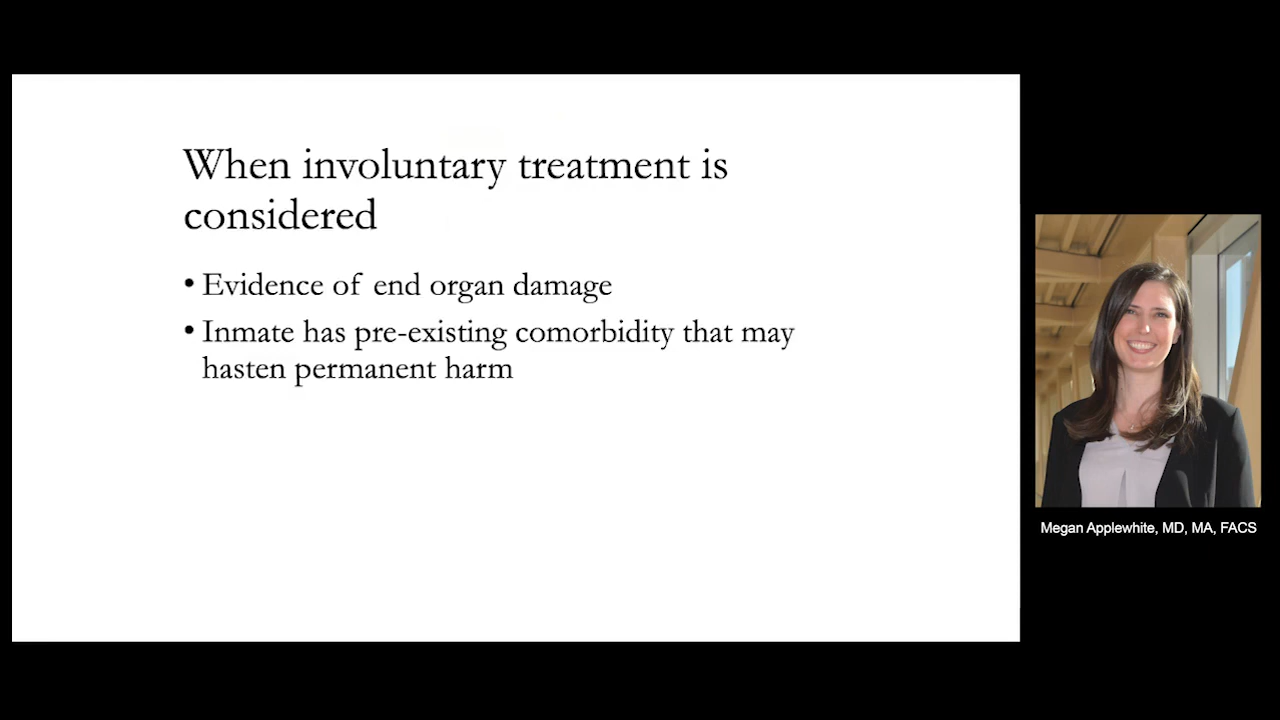 When involuntary treatment is
considered
• Evidence of end organ damage
• Inmate has pre-existing comorbidity that may
hasten permanent harm
Megan Applewhite, MD, MA, FACS